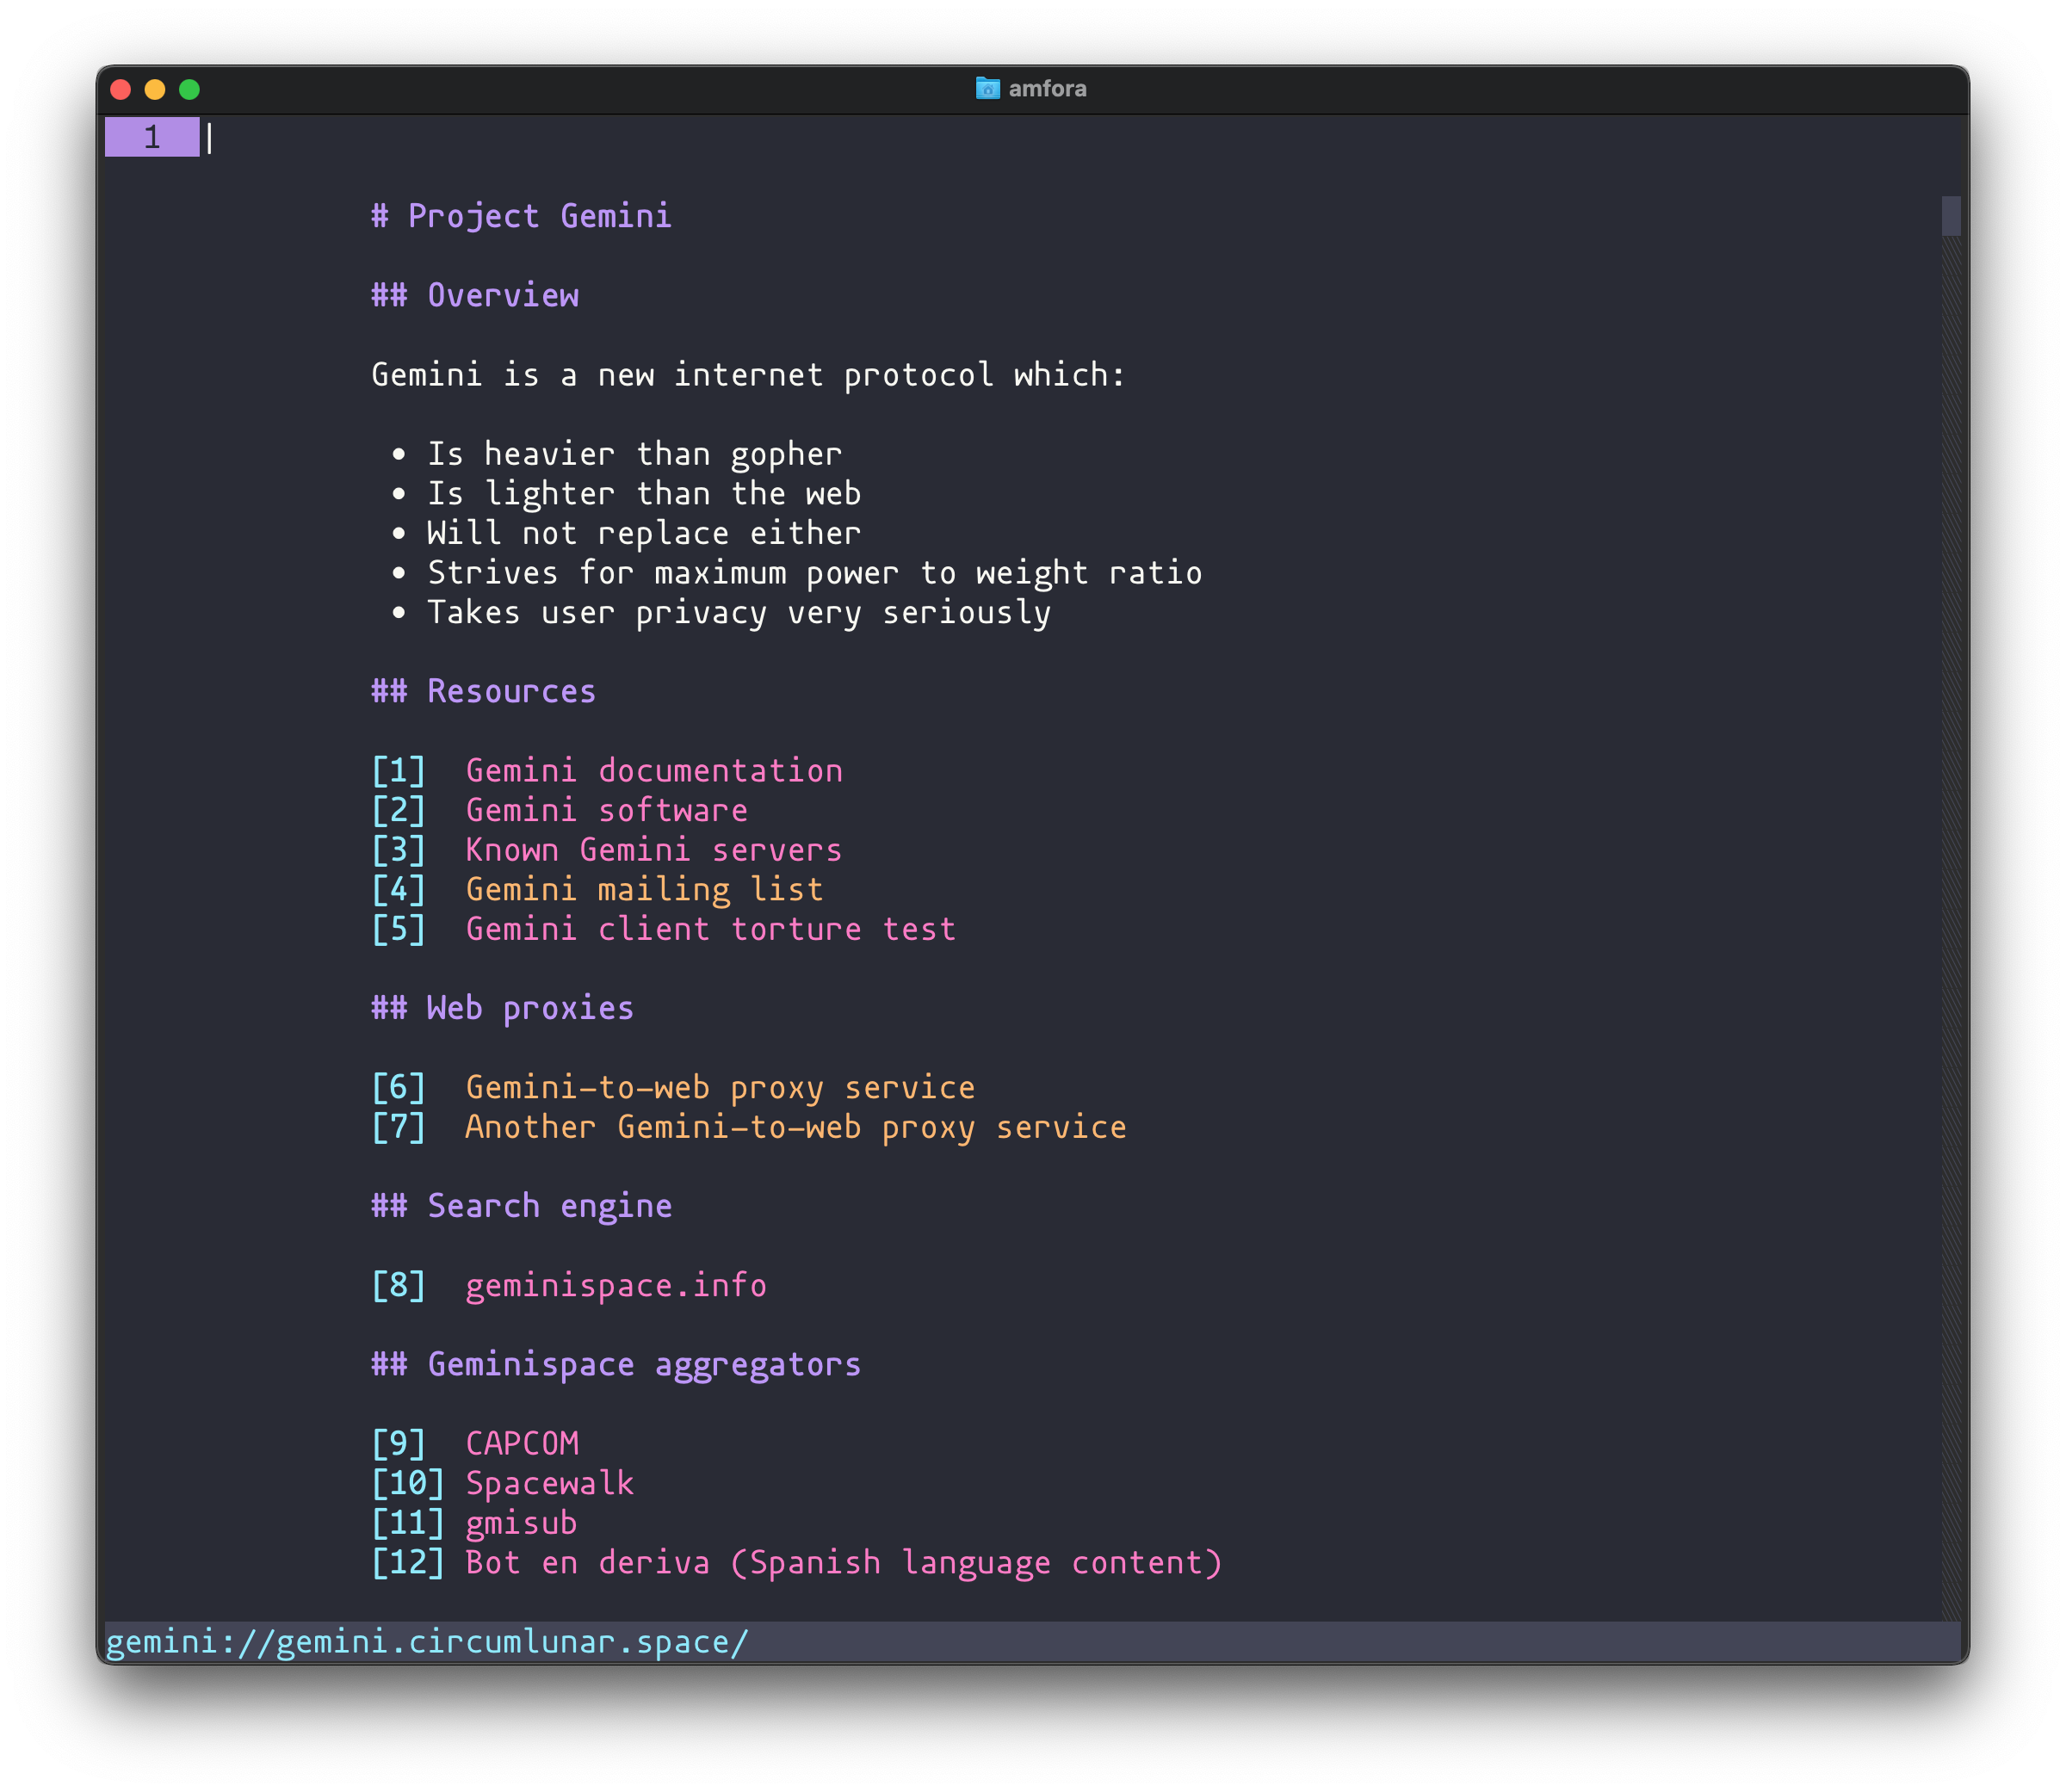 amfora
1
# Project Gemini
## Overview
Gemini is a new internet protocol which:
• Is heavier than gopher
• Is lighter than the web
• Will not replace either
• Strives for maximum power to weight ratio
• Takes user privacy very seriously
## Resources
[1] Gemini documentation
[2] Gemini software
[3] Known Gemini servers
[4] Gemini mailing list
[5] Gemini client torture test
## Web proxies
[6] Gemini-to-web proxy service
[7] Another Gemini-to-web proxy service
## Search engine
[8] geminispace.info
## Geminispace aggregators
[9] CAPCOM
[10] Spacewalk
[11] gmisub
[12] Bot en deriva (Spanish language content)
gemini://gemini.circumlunar.space/